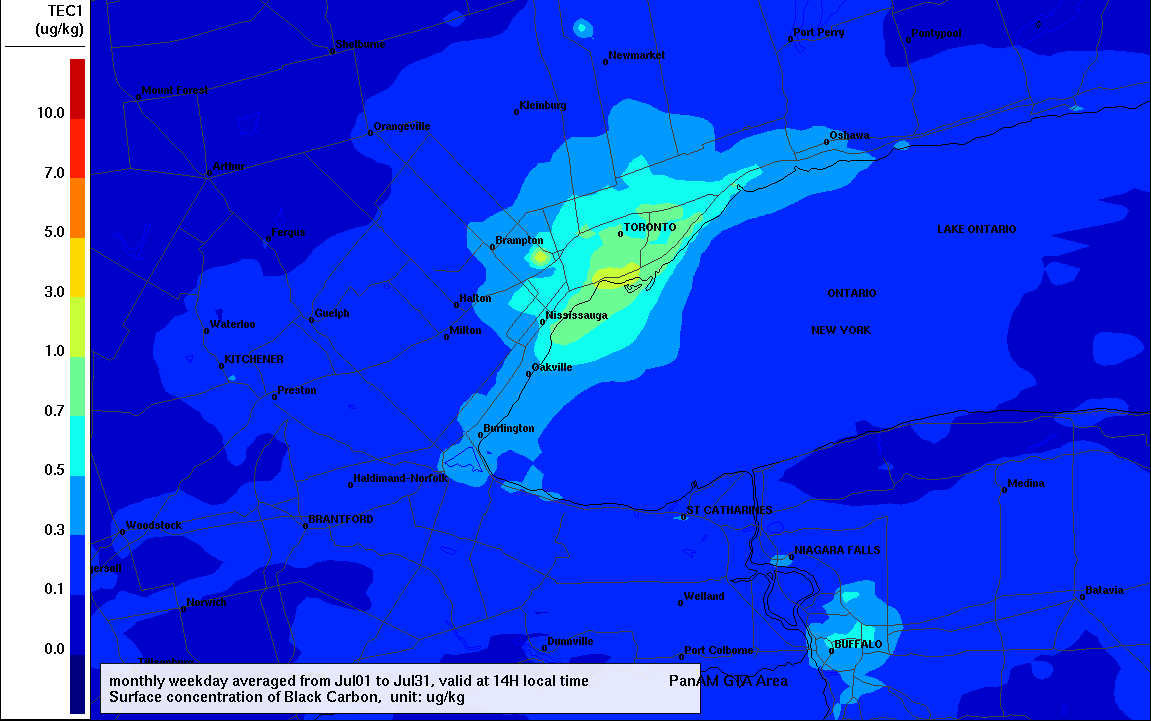 TEC1
(ug/kg)
10.0
7.0
5.0
3.0
1.0
0.7
0.5
0.3
0.1
0.0
Shelburne
Newmarket
Port Perry
Pontypool
Mount Forest
Kleinburg
Orangeville
Oshawa
Arthur
Fergus
Brampton
TORONTO
LAKE ONTARIO
ONTARIO
NEW YORK
Halton
Guelph
Nississauga
Waterloo
Milton
KITCHENER
Oakville
Preston
Burlington
Haldimand-Norfolk
Medina
Woodstock
BRANTFORD
ST CATHARINES
NIAGARA FALLS
gersoll
Norwich
Welland
Batavia
Dunnville
Port Colborne
BUFFALO
Tillsonburg
monthly weekday averaged from Jul01 to Jul31, valid at 14H local time
PanAM GTA Area
Surface concentration of Black Carbon, unit: ug/kg